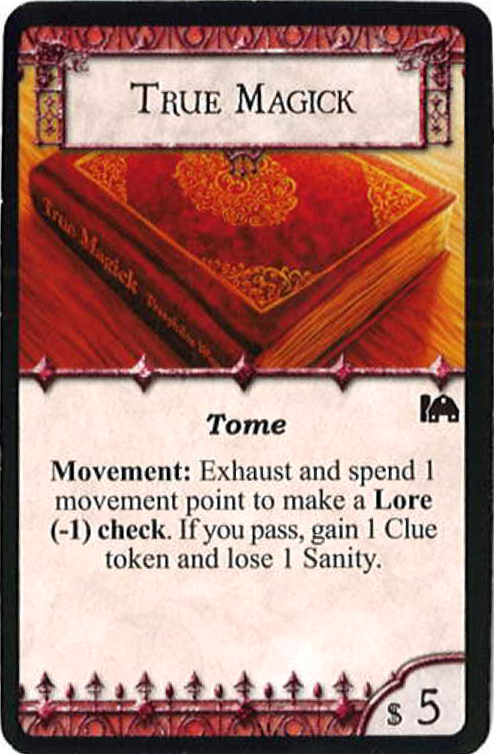 TRUE MAGICK
True Magick
Tome
Movement: Exhaust and spend 1
movement point to make a Lore
(-1) check. If you pass, gain 1 Clue
token and lose 1 Sanity.
$ 5